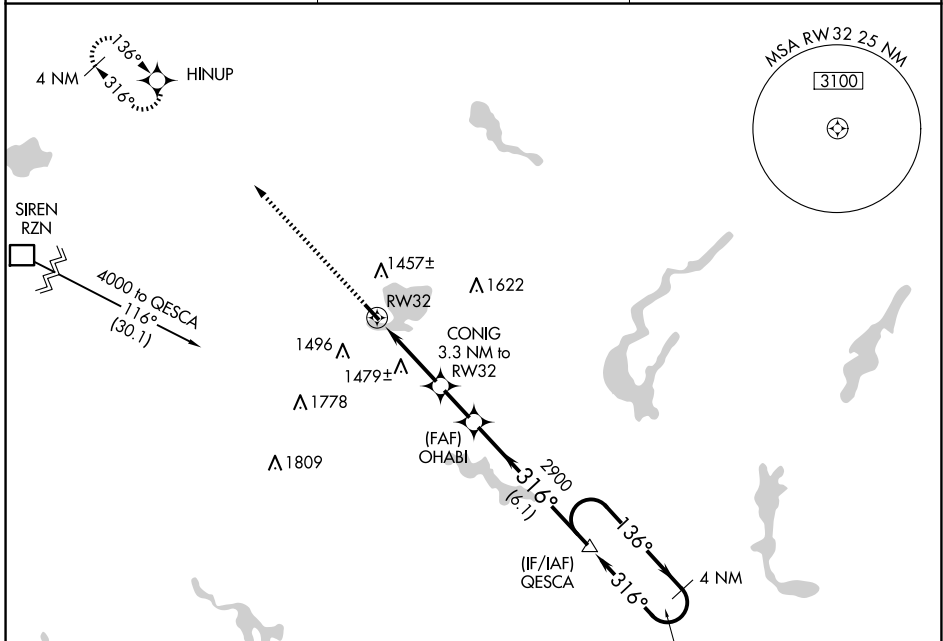 136°
4 NM
316°
HINUP
MSA RW 32 25 NM
3100
SIREN
RZN
4000 to QESCA
116°
(30.1)
1457±
RW32
1622
CONIG
3.3 NM to
RW32
1496
1479±
1778
(FAF)
OHABI
1809
2900
316°
(6.1)
136°
(IF/IAF)
QESCA
316°
4 NM